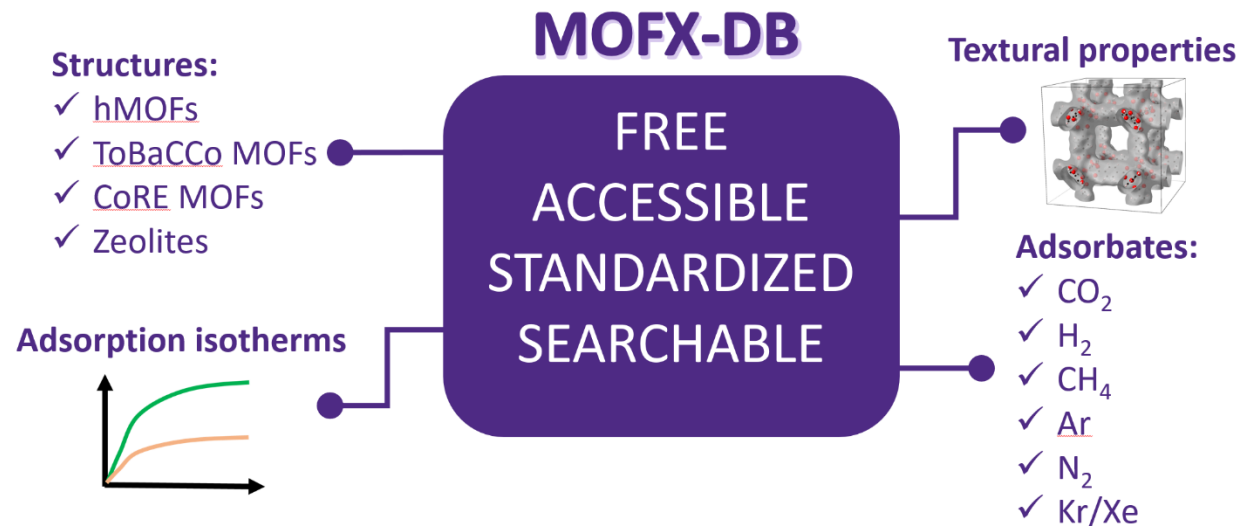 MOFX-DB
Structures:
✓ hMOFs
✓ ToBaCCo MOFs
✓ CoRE MOFs
✓ Zeolites
Adsorption isotherms
FREE
ACCESSIBLE
STANDARDIZED
SEARCHABLE
Textural properties
Adsorbates:
✓ CO₂
✓ H₂
✓ CH₄
✓ Ar
✓ N₂
✓ Kr/Xe